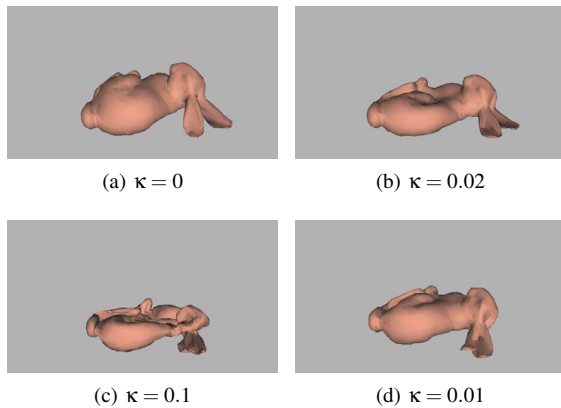 (a) κ = 0
(b) κ = 0.02
(c) κ = 0.1
(d) κ = 0.01